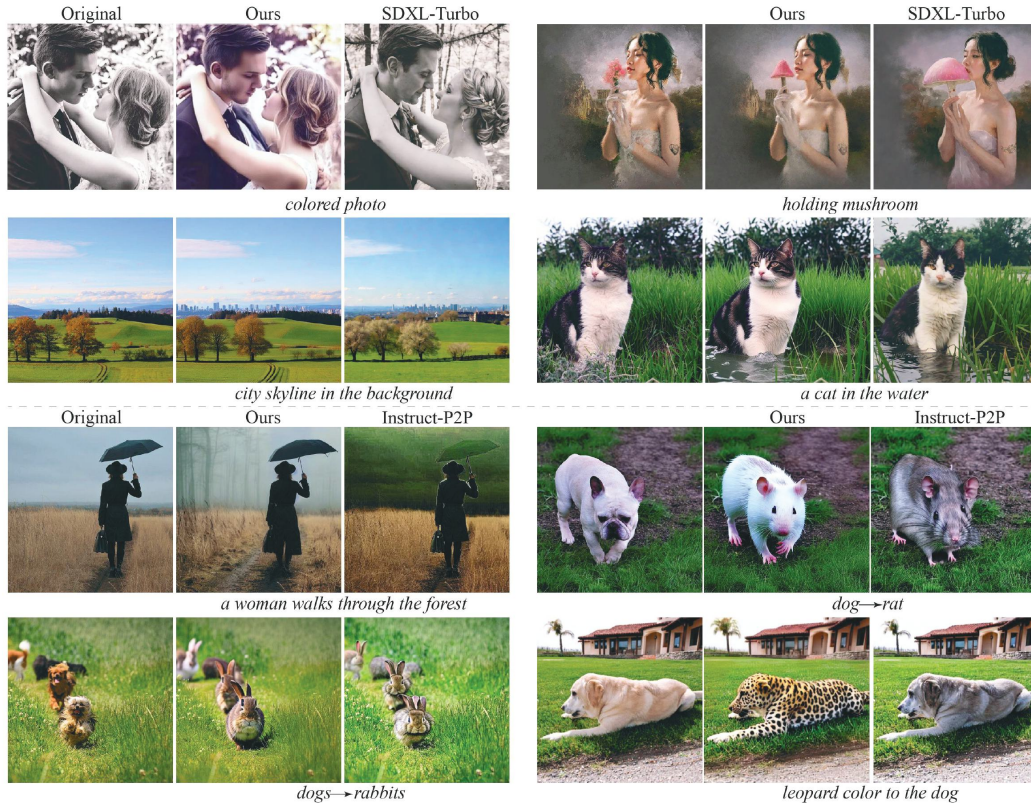 Original Ours SDXL-Turbo
Ours SDXL-Turbo
colored photo
holding mushroom
city skyline in the background
a cat in the water
Original Ours Instruct-P2P
Ours Instruct-P2P
a woman walks through the forest
dog→rat
dogs→rabbits
leopard color to the dog